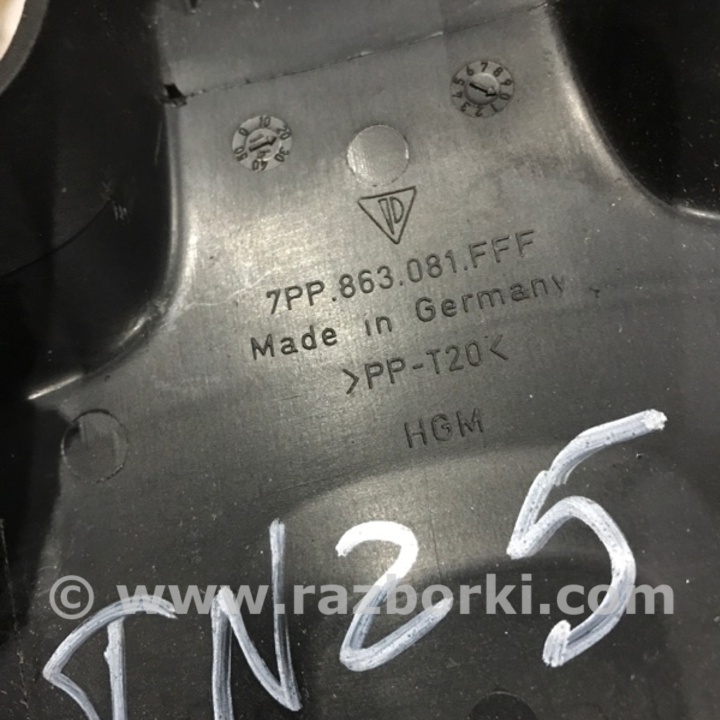 7PP.863.081.FFF
Made in Germany
>PP-T20<
HGM
TN25
© www.razborki.com